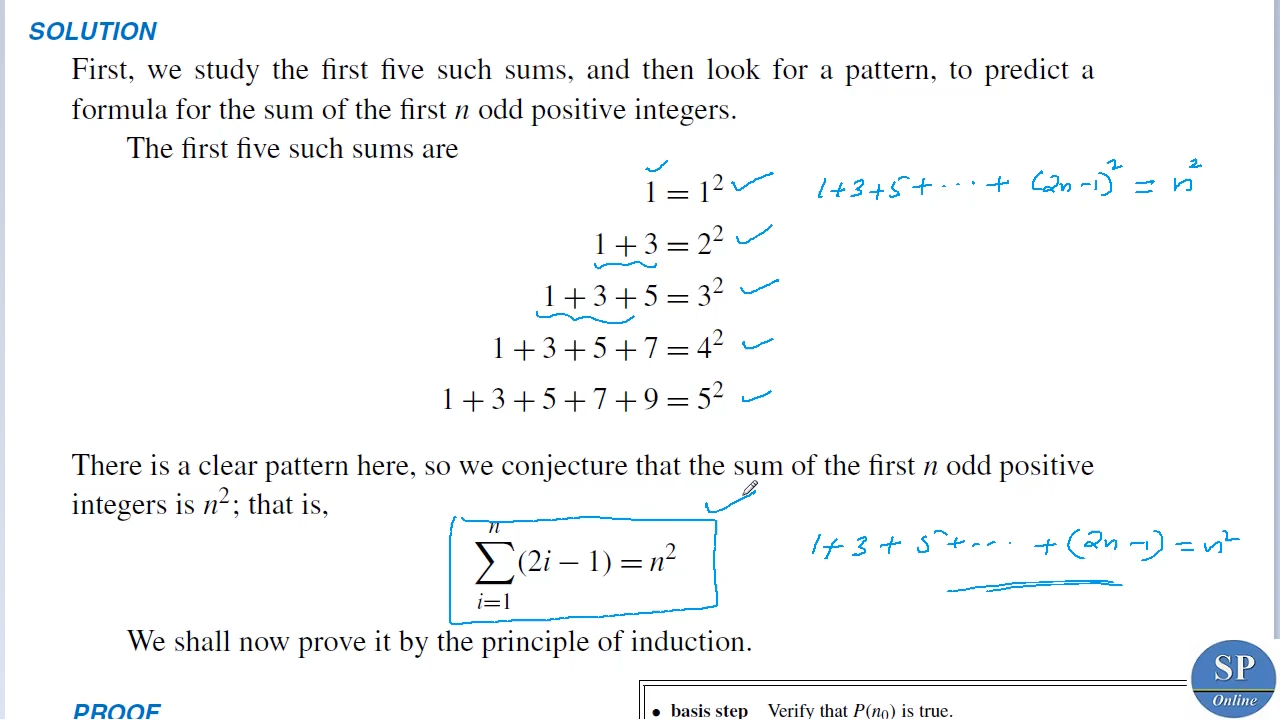 SOLUTION
First, we study the first five such sums, and then look for a pattern, to predict a
formula for the sum of the first n odd positive integers.
The first five such sums are
1 = 1² 1+3+5+⋯+ (2n-1)² = n²
1 + 3 = 2²
1 + 3 + 5 = 3²
1 + 3 + 5 + 7 = 4²
1 + 3 + 5 + 7 + 9 = 5²
There is a clear pattern here, so we conjecture that the sum of the first n odd positive
integers is n²; that is,
n
∑ (2i − 1) = n² 1+3+5+⋯ +(2n-1) = n²
i=1
We shall now prove it by the principle of induction.
PROOF
• basis step Verify that P(n₀) is true.
SP
Online